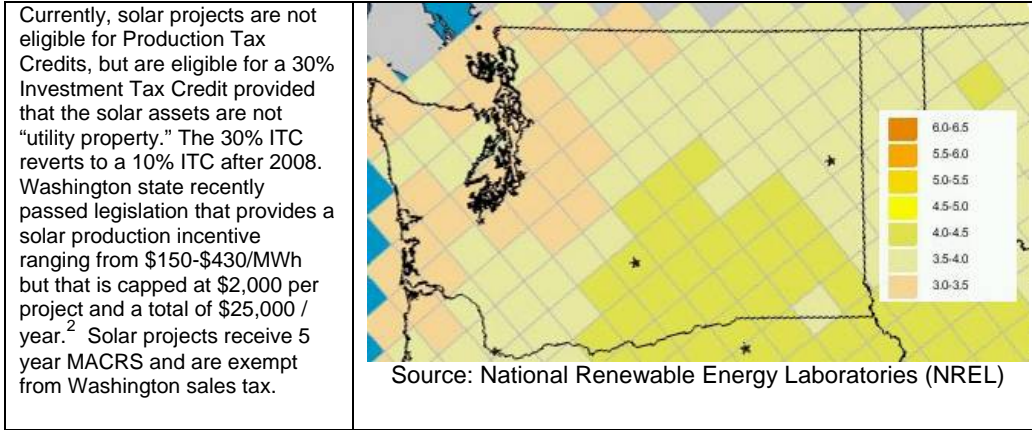 Currently, solar projects are not
eligible for Production Tax
Credits, but are eligible for a 30%
Investment Tax Credit provided
that the solar assets are not
“utility property.” The 30% ITC
reverts to a 10% ITC after 2008.
Washington state recently
passed legislation that provides a
solar production incentive
ranging from $150-$430/MWh
but that is capped at $2,000 per
project and a total of $25,000 /
year.2 Solar projects receive 5
year MACRS and are exempt
from Washington sales tax.
6.0-6.5
5.5-6.0
5.0-5.5
4.5-5.0
4.0-4.5
3.5-4.0
3.0-3.5
Source: National Renewable Energy Laboratories (NREL)